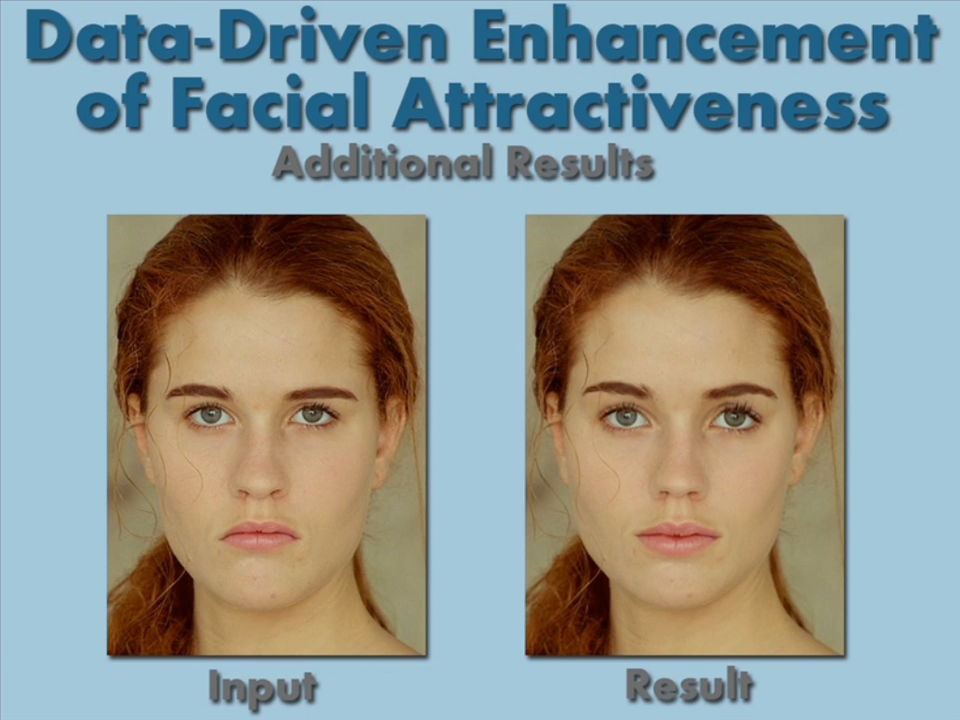 Data-Driven Enhancement
of Facial Attractiveness
Additional Results
Input
Result